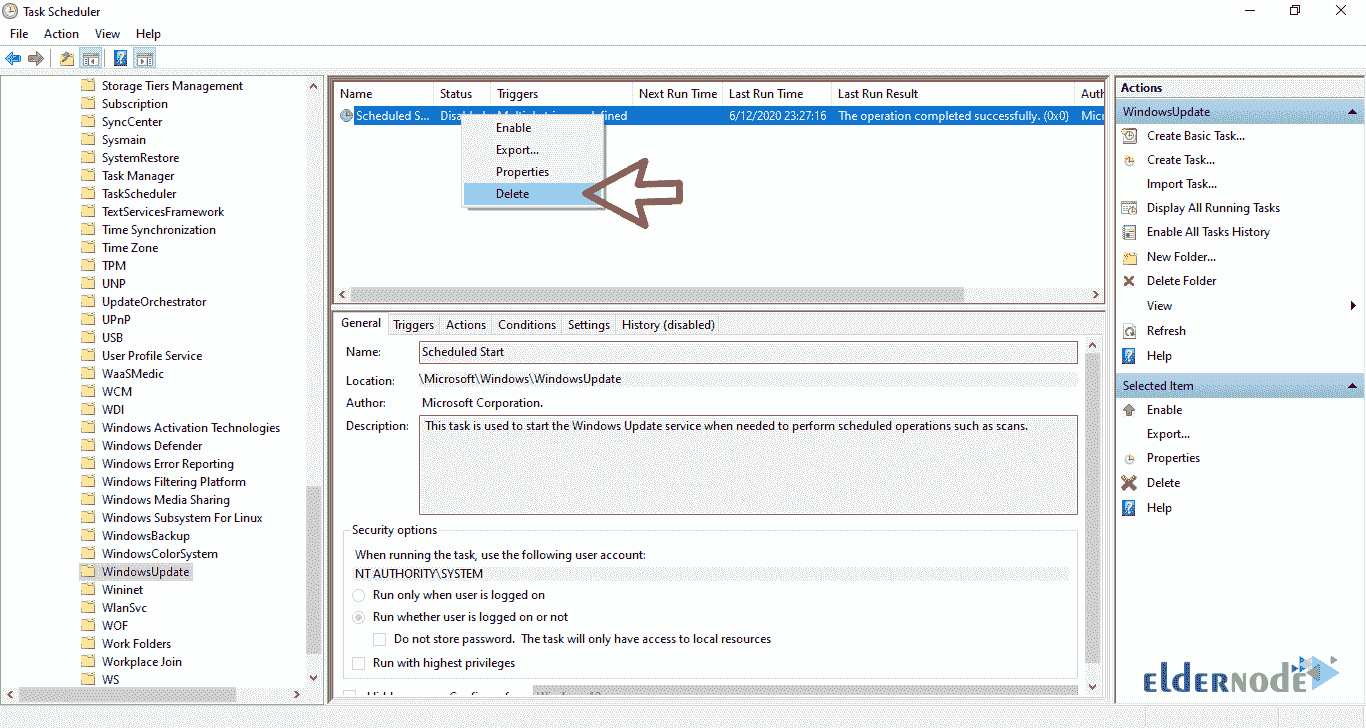 Task Scheduler
File Action View Help
Storage Tiers Management
Subscription
SyncCenter
Sysmain
SystemRestore
Task Manager
TaskScheduler
TextServicesFramework
Time Synchronization
Time Zone
TPM
UNP
UpdateOrchestrator
UPnP
USB
User Profile Service
WaaSMedic
WCM
WDI
Windows Activation Technologies
Windows Defender
Windows Error Reporting
Windows Filtering Platform
Windows Media Sharing
Windows Subsystem For Linux
WindowsBackup
WindowsColorSystem
WindowsUpdate
Wininet
WlanSvc
WOF
Work Folders
Workplace Join
WS
Name Status Triggers Next Run Time Last Run Time Last Run Result Auth
Scheduled S... 6/12/2020 23:27:16 The operation completed successfully. (0x0) Micr
Enable
Export...
Properties
Delete
General Triggers Actions Conditions Settings History (disabled)
Name: Scheduled Start
Location: \Microsoft\Windows\WindowsUpdate
Author: Microsoft Corporation.
Description: This task is used to start the Windows Update service when needed to perform scheduled operations such as scans.
Security options
When running the task, use the following user account:
NT AUTHORITY\SYSTEM
Run only when user is logged on
Run whether user is logged on or not
Do not store password. The task will only have access to local resources
Run with highest privileges
Actions
WindowsUpdate
Create Basic Task...
Create Task...
Import Task...
Display All Running Tasks
Enable All Tasks History
New Folder...
Delete Folder
View
Refresh
Help
Selected Item
Enable
Export...
Properties
Delete
Help
eldernode